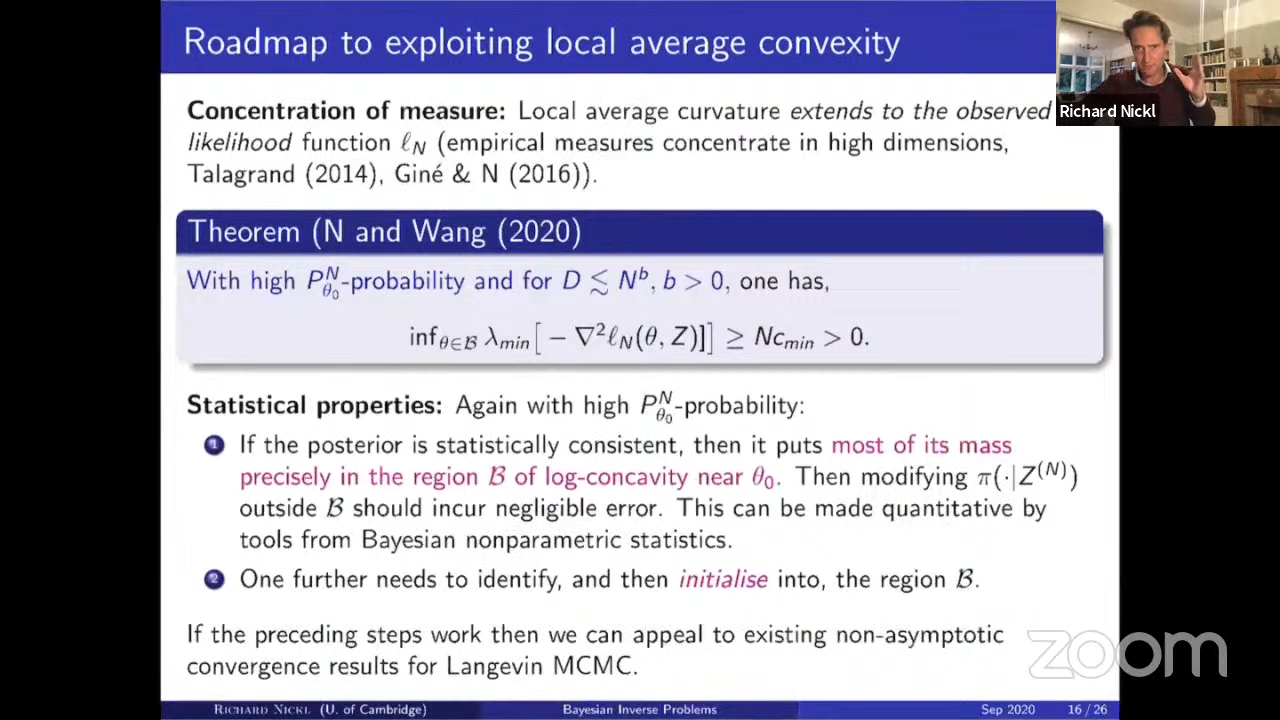 Roadmap to exploiting local average convexity
Richard Nickl
Concentration of measure: Local average curvature extends to the observed
likelihood function ℓ_N (empirical measures concentrate in high dimensions,
Talagrand (2014), Giné & N (2016)).
Theorem (N and Wang (2020)
With high P^N_{θ_0}-probability and for D ≲ N^b, b > 0, one has,
inf_{θ∈ℬ} λ_{min}[ − ∇²ℓ_N(θ, Z)]] ≥ Nc_{min} > 0.
Statistical properties: Again with high P^N_{θ_0}-probability:
1 If the posterior is statistically consistent, then it puts most of its mass
precisely in the region ℬ of log-concavity near θ_0. Then modifying π(·|Z^{(N)})
outside ℬ should incur negligible error. This can be made quantitative by
tools from Bayesian nonparametric statistics.
2 One further needs to identify, and then initialise into, the region ℬ.
If the preceding steps work then we can appeal to existing non-asymptotic
convergence results for Langevin MCMC.
zoom
Richard Nickl (U. of Cambridge) Bayesian Inverse Problems Sep 2020 16 / 26